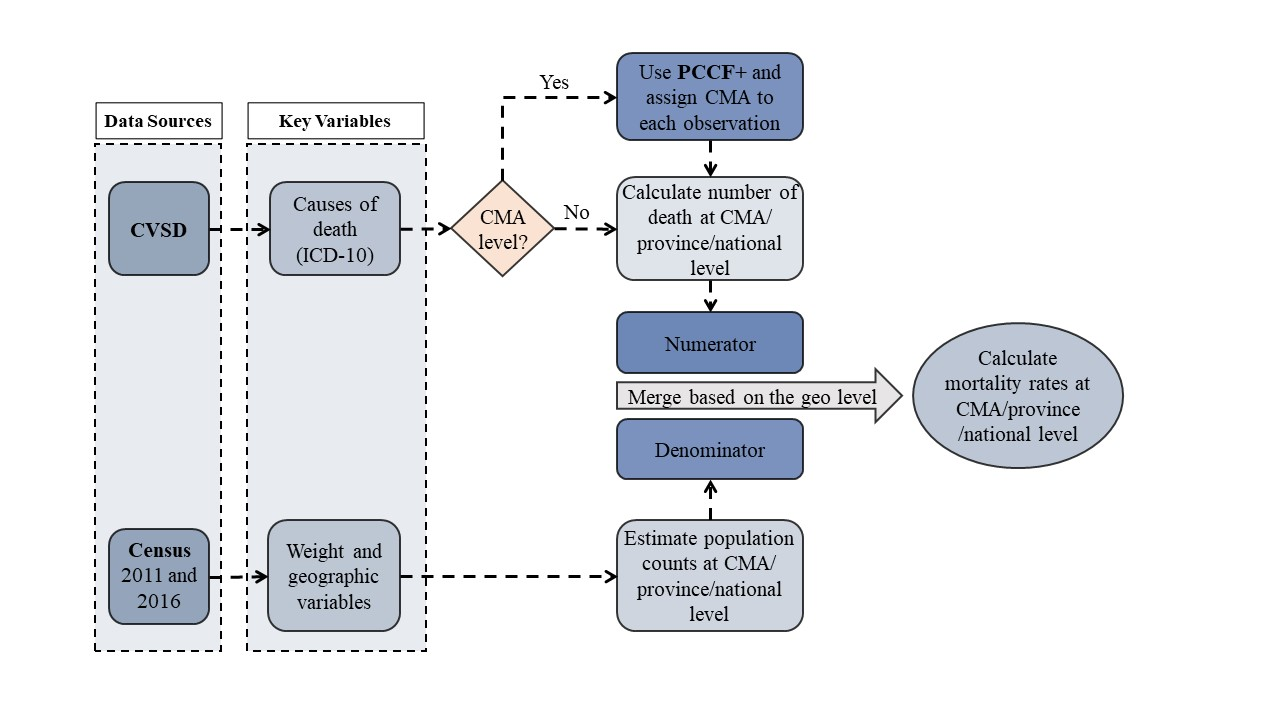 Data Sources
Key Variables
CVSD
Causes of
death
(ICD-10)
CMA
level?
Yes
No
Use PCCF+ and
assign CMA to
each observation
Calculate number of
death at CMA/
province/national
level
Numerator
Merge based on the geo level
Denominator
Calculate
mortality rates at
CMA/province
/national level
Census
2011 and
2016
Weight and
geographic
variables
Estimate population
counts at CMA/
province/national
level